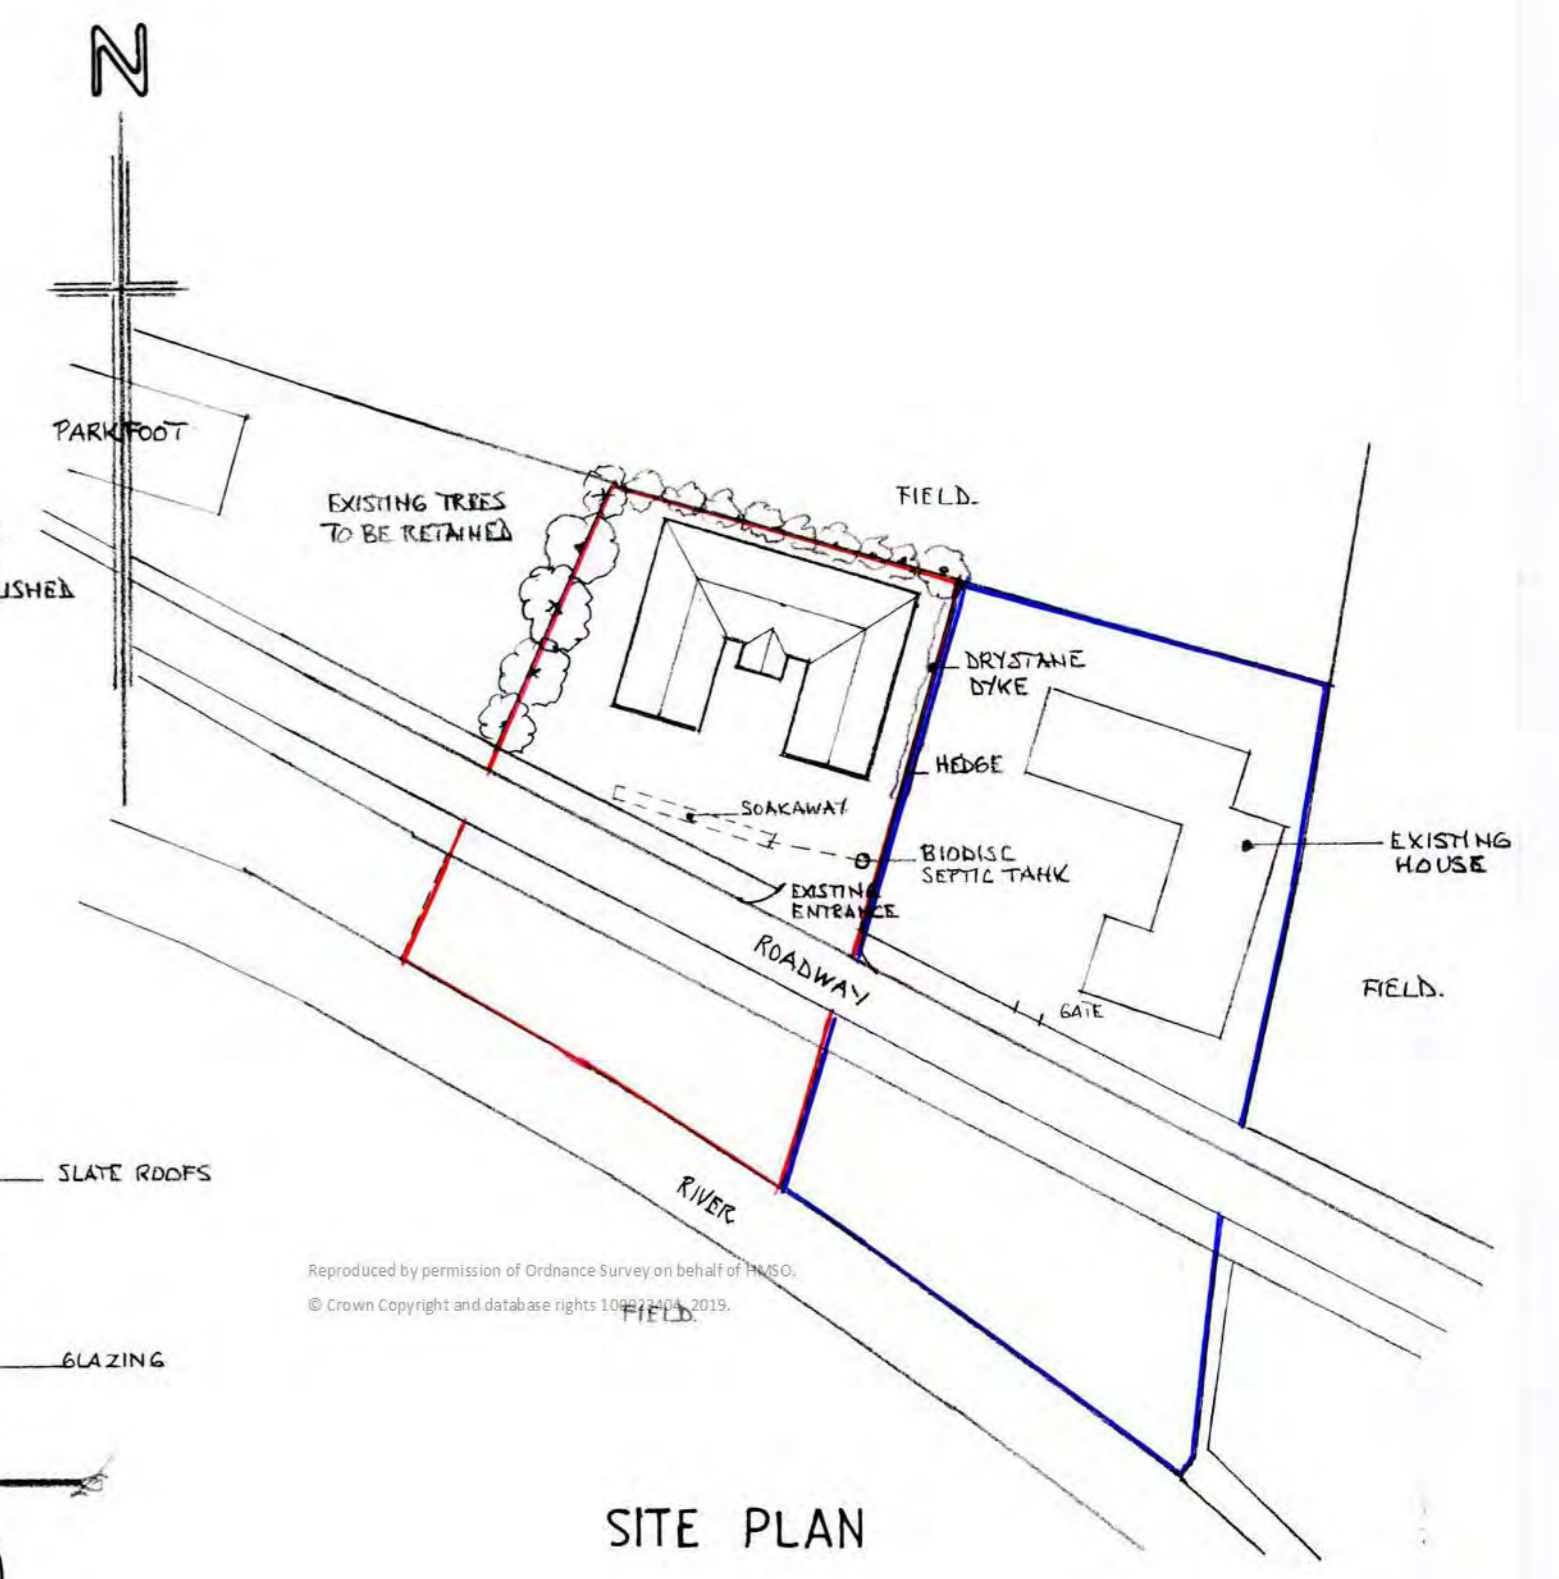 N
PARKFOOT
EXISTING TREES
TO BE RETAINED
FIELD.
DRYSTANE
DYKE
HEDGE
SOAKAWAY
BIODISC
SEPTIC TANK
EXISTING
ENTRANCE
EXISTING
HOUSE
ROADWAY
GATE
FIELD.
SLATE ROOFS
RIVER
Reproduced by permission of Ordnance Survey on behalf of HMSO.
© Crown Copyright and database rights 100023404, 2019.
FIELD.
GLAZING
SITE PLAN